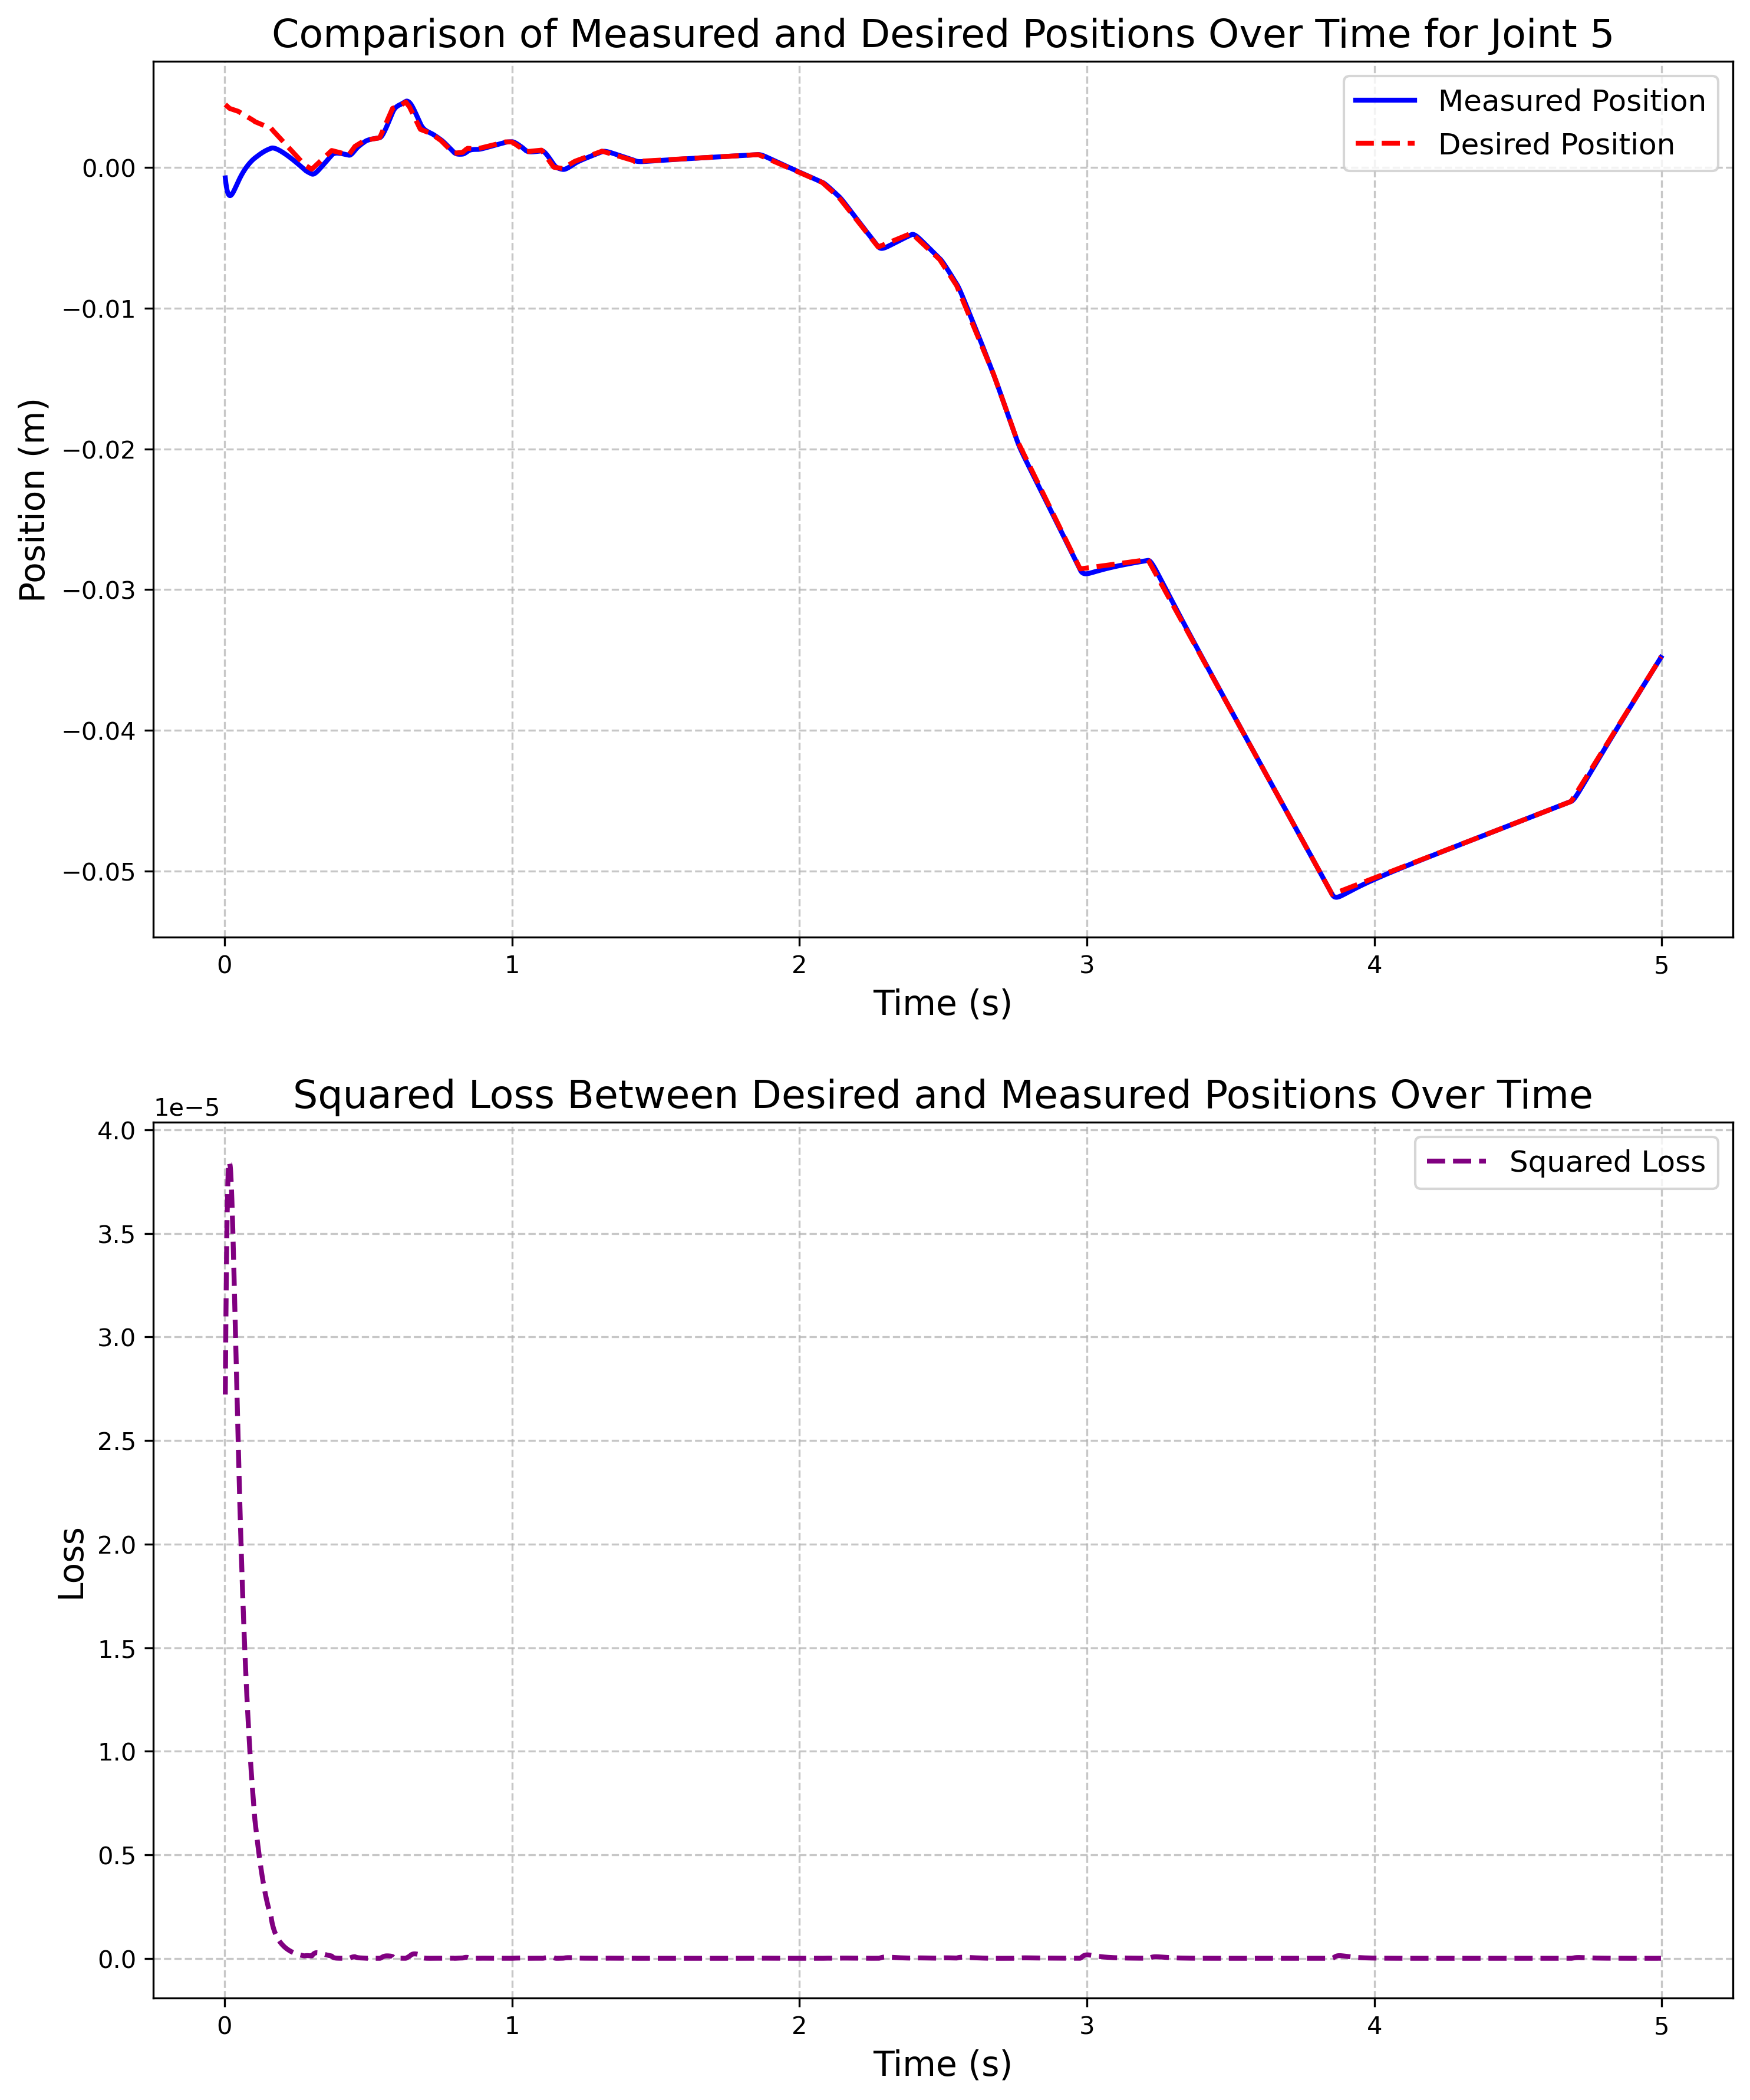 Comparison of Measured and Desired Positions Over Time for Joint 5
Measured Position
Desired Position
0.00
−0.01
−0.02
−0.03
−0.04
−0.05
Position (m)
0 1 2 3 4 5
Time (s)
Squared Loss Between Desired and Measured Positions Over Time
1e−5
Squared Loss
4.0
3.5
3.0
2.5
2.0
1.5
1.0
0.5
0.0
Loss
0 1 2 3 4 5
Time (s)